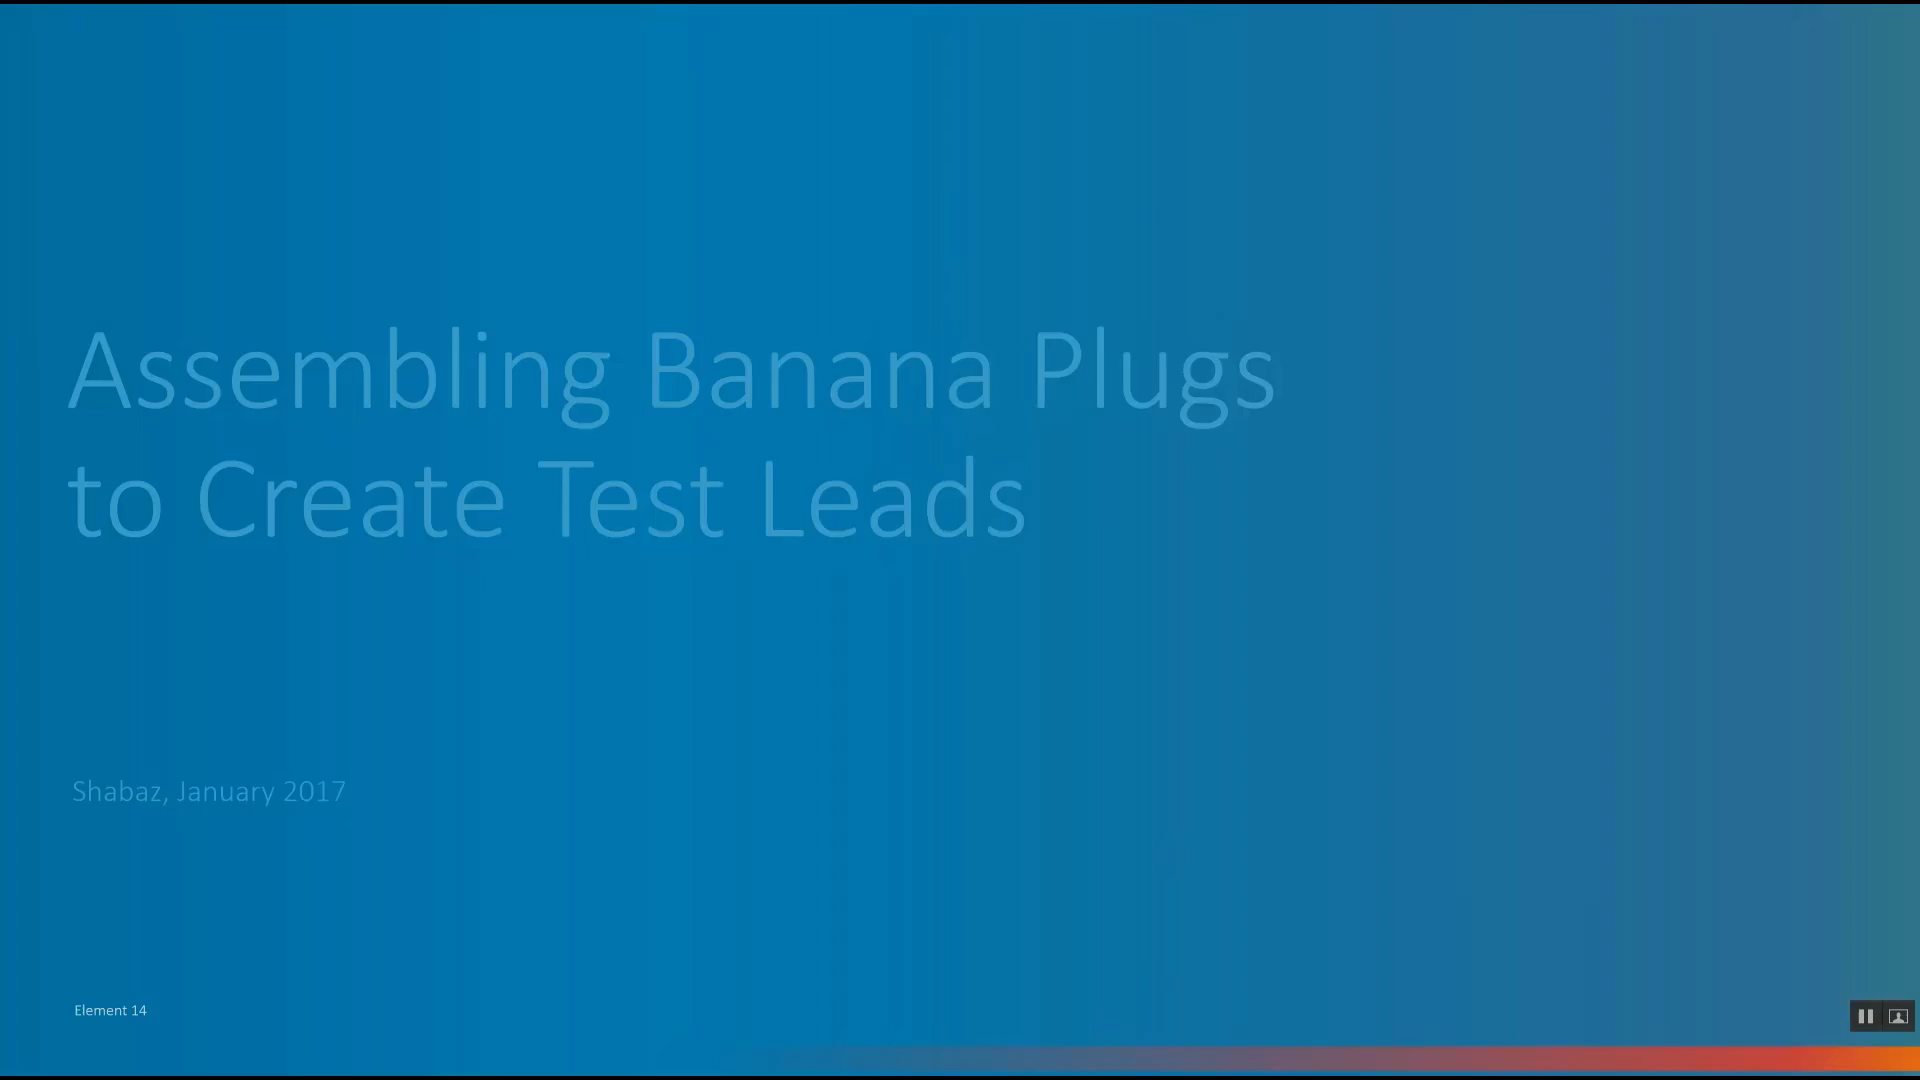 Assembling Banana Plugs
to Create Test Leads
Shabaz, January 2017
Element 14